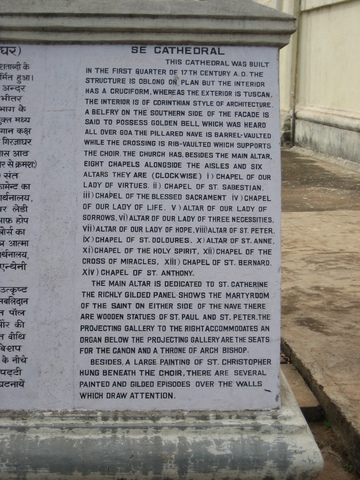 घर)
SE CATHEDRAL
THIS CATHEDRAL WAS BUILT
IN THE FIRST QUARTER OF 17TH CENTURY A.D. THE
STRUCTURE IS OBLONG ON PLAN BUT THE INTERIOR
HAS A CRUCIFORM, WHEREAS THE EXTERIOR IS TUSCAN,
THE INTERIOR IS OF CORINTHIAN STYLE OF ARCHITECTURE.
A BELFRY ON THE SOUTHERN SIDE OF THE FACADE IS
SAID TO POSSESS GOLDEN BELL WHICH WAS HEARD
ALL OVER GOA THE PILLARED NAVE IS BARREL-VAULTED
WHILE THE CROSSING IS RIB-VAULTED WHICH SUPPORTS
THE CHOIR. THE CHURCH HAS, BESIDES THE MAIN ALTAR,
EIGHT CHAPELS ALONGSIDE THE AISLES AND SIX
ALTARS THEY ARE (CLOCKWISE) i) CHAPEL OF OUR
LADY OF VIRTUES. ii) CHAPEL OF ST. SABESTIAN.
iii) CHAPEL OF THE BLESSED SACRAMENT iv) CHAPEL
OF OUR LADY OF LIFE. V) ALTAR OF OUR LADY OF
SORROWS, VI) ALTAR OF OUR LADY OF THREE NECESSITIES,
VII) ALTAR OF OUR LADY OF HOPE, VIII) ALTAR OF ST. PETER,
IX) CHAPEL OF ST. DOLOURES, X) ALTAR OF ST. ANNE,
XI) CHAPEL OF THE HOLY SPIRIT, XII) CHAPEL OF THE
CROSS OF MIRACLES, XIII) CHAPEL OF ST. BERNARD,
XIV) CHAPEL OF ST. ANTHONY.
THE MAIN ALTAR IS DEDICATED TO ST. CATHERINE
THE RICHLY GILDED PANEL SHOWS THE MARTYROOM
OF THE SAINT ON EITHER SIDE OF THE NAVE THERE
ARE WOODEN STATUES OF ST. PAUL AND ST. PETER. THE
PROJECTING GALLERY TO THE RIGHT ACCOMMODATES AN
ORGAN BELOW THE PROJECTING GALLERY ARE THE SEATS
FOR THE CANON AND A THRONE OF ARCH BISHOP.
BESIDES, A LARGE PAINTING OF ST. CHRISTOPHER
HUNG BENEATH THE CHOIR, THERE ARE SEVERAL
PAINTED AND GILDED EPISODES OVER THE WALLS
WHICH DRAW ATTENTION.